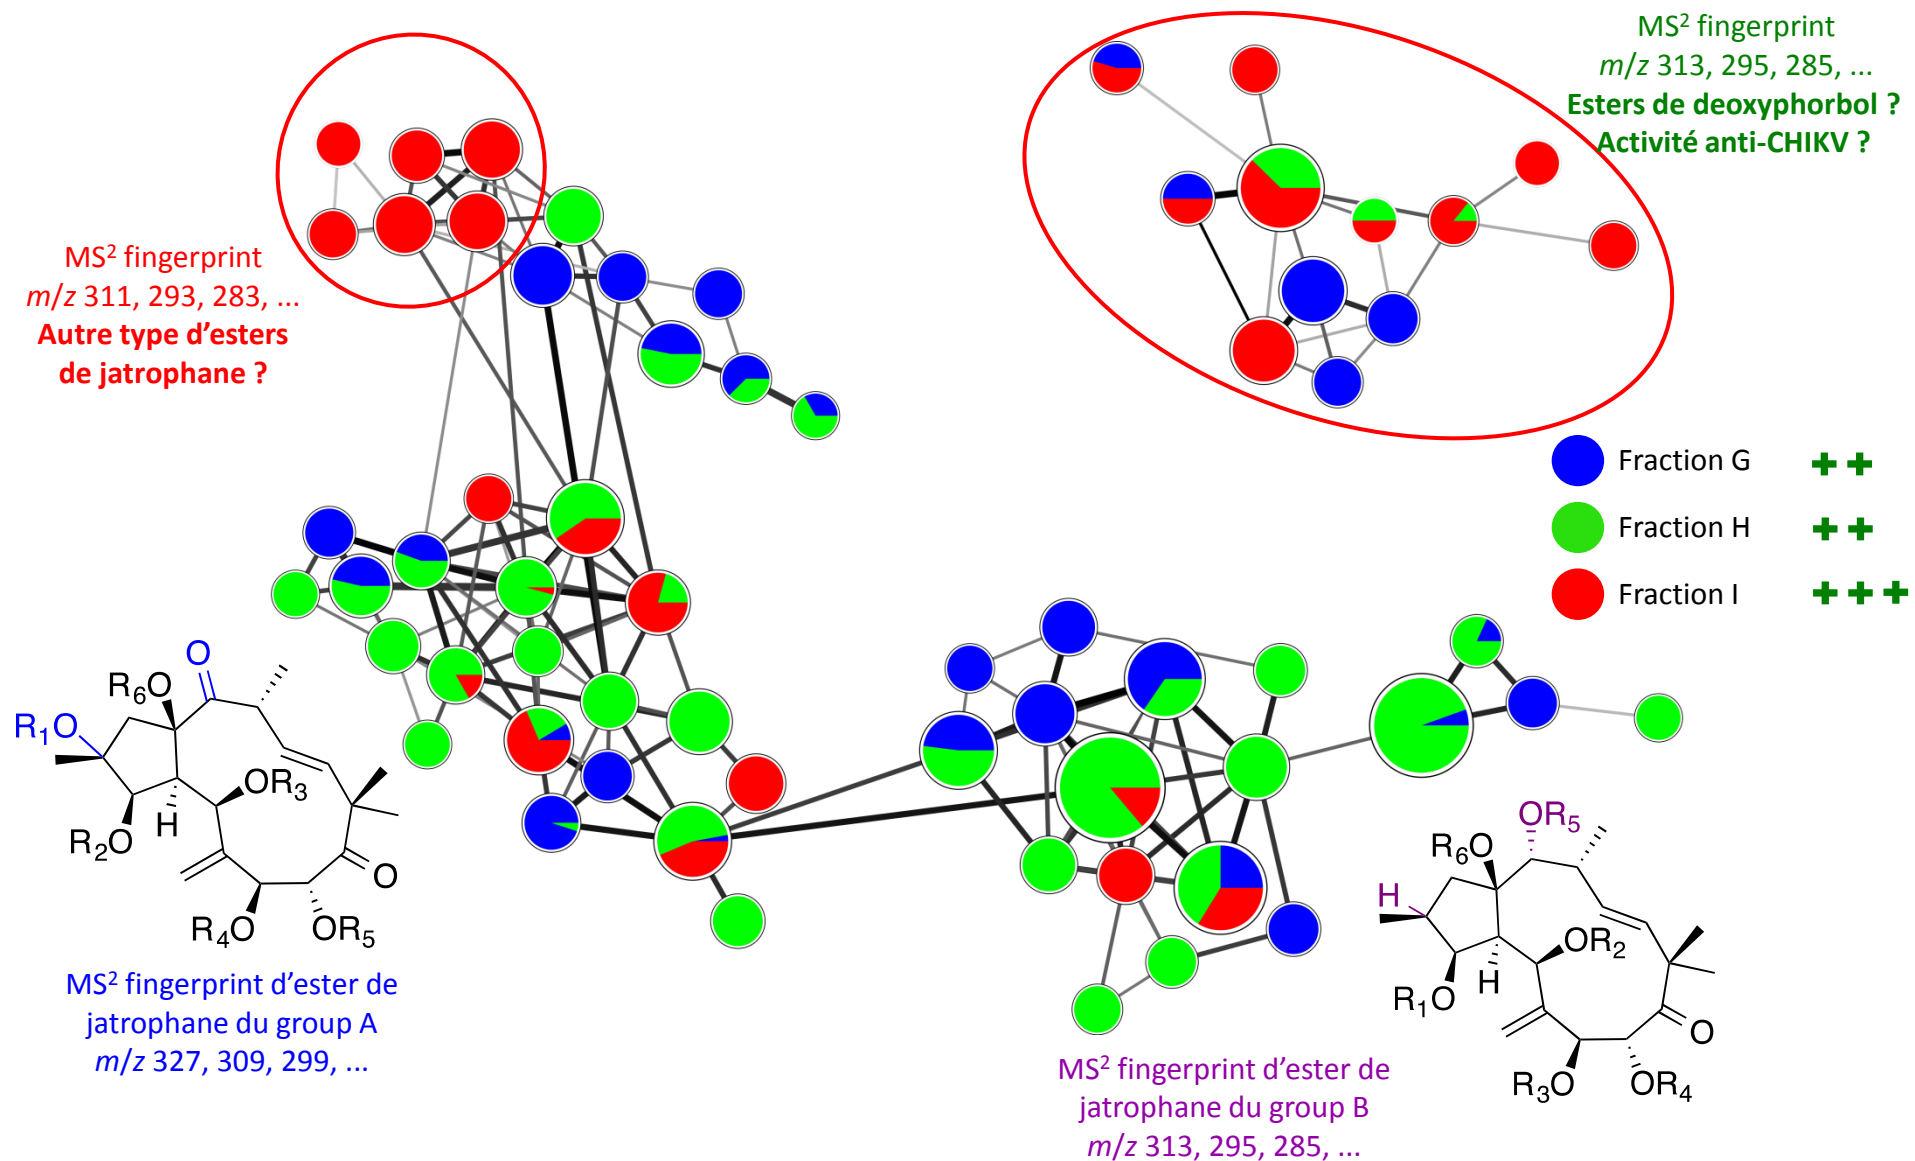 MS² fingerprint
m/z 313, 295, 285, ...
Esters de deoxyphorbol ?
Activité anti-CHIKV ?
MS² fingerprint
m/z 311, 293, 283, ...
Autre type d'esters
de jatrophane ?
Fraction G ++
Fraction H ++
Fraction I +++
O
R₆O
R₁O
OR₃
R₂O
H
O
R₄O
OR₅
MS² fingerprint d'ester de
jatrophane du group A
m/z 327, 309, 299, ...
OR₅
R₆O
H
OR₂
H
R₁O
O
R₃O
OR₄
MS² fingerprint d'ester de
jatrophane du group B
m/z 313, 295, 285, ...